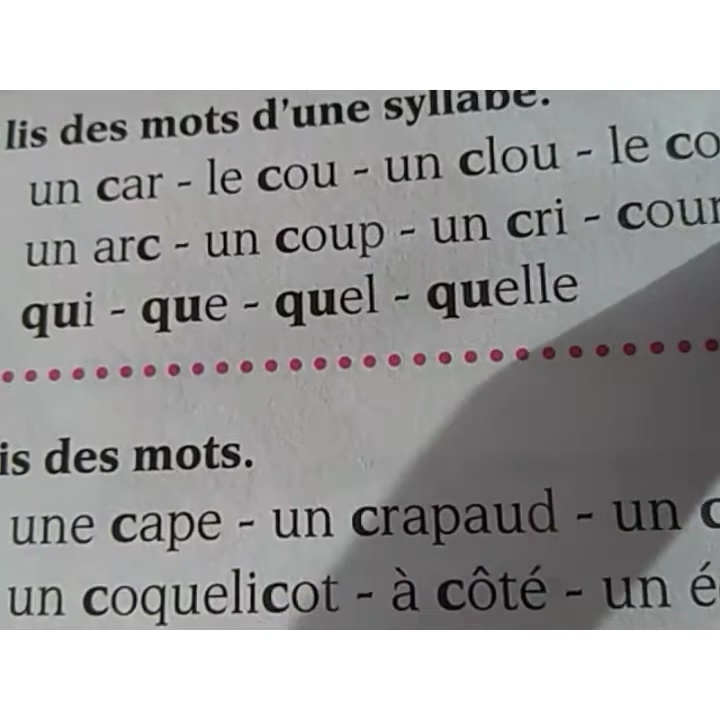 lis des mots d'une syllabe.
un car - le cou - un clou - le
un arc - un coup - un cri -
qui - que - quel - quelle
des mots.
une cape - un crapaud - un
un coquelicot - à côté - un